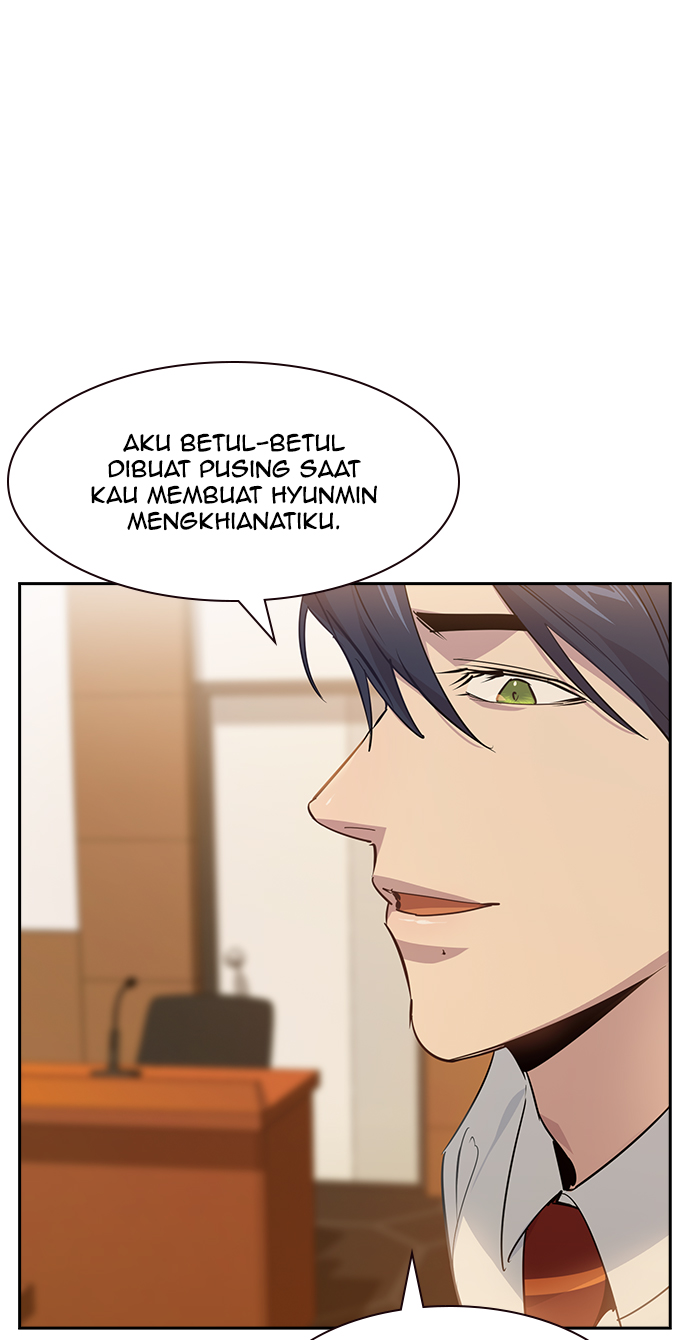 AKU BETUL-BETUL
DIBUAT PUSING SAAT
KAU MEMBUAT HYUNMIN
MENGKHIANATIKU.